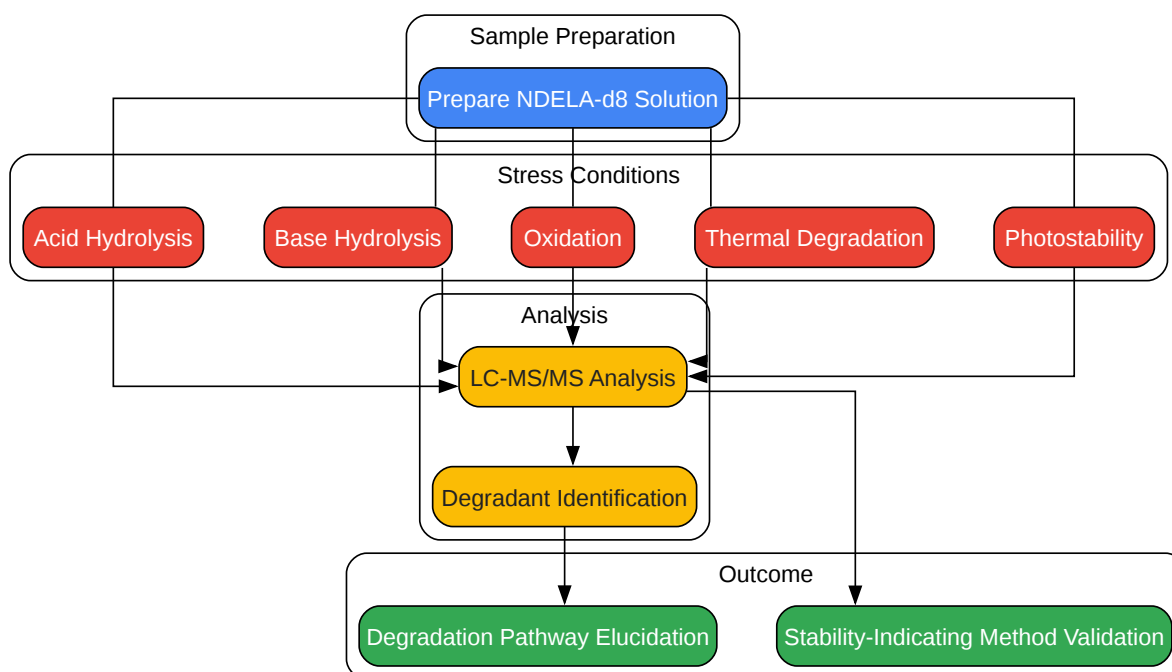 Sample Preparation
Prepare NDELA-d8 Solution
Stress Conditions
Acid Hydrolysis
Base Hydrolysis
Oxidation
Thermal Degradation
Photostability
Analysis
LC-MS/MS Analysis
Degradant Identification
Outcome
Degradation Pathway Elucidation
Stability-Indicating Method Validation